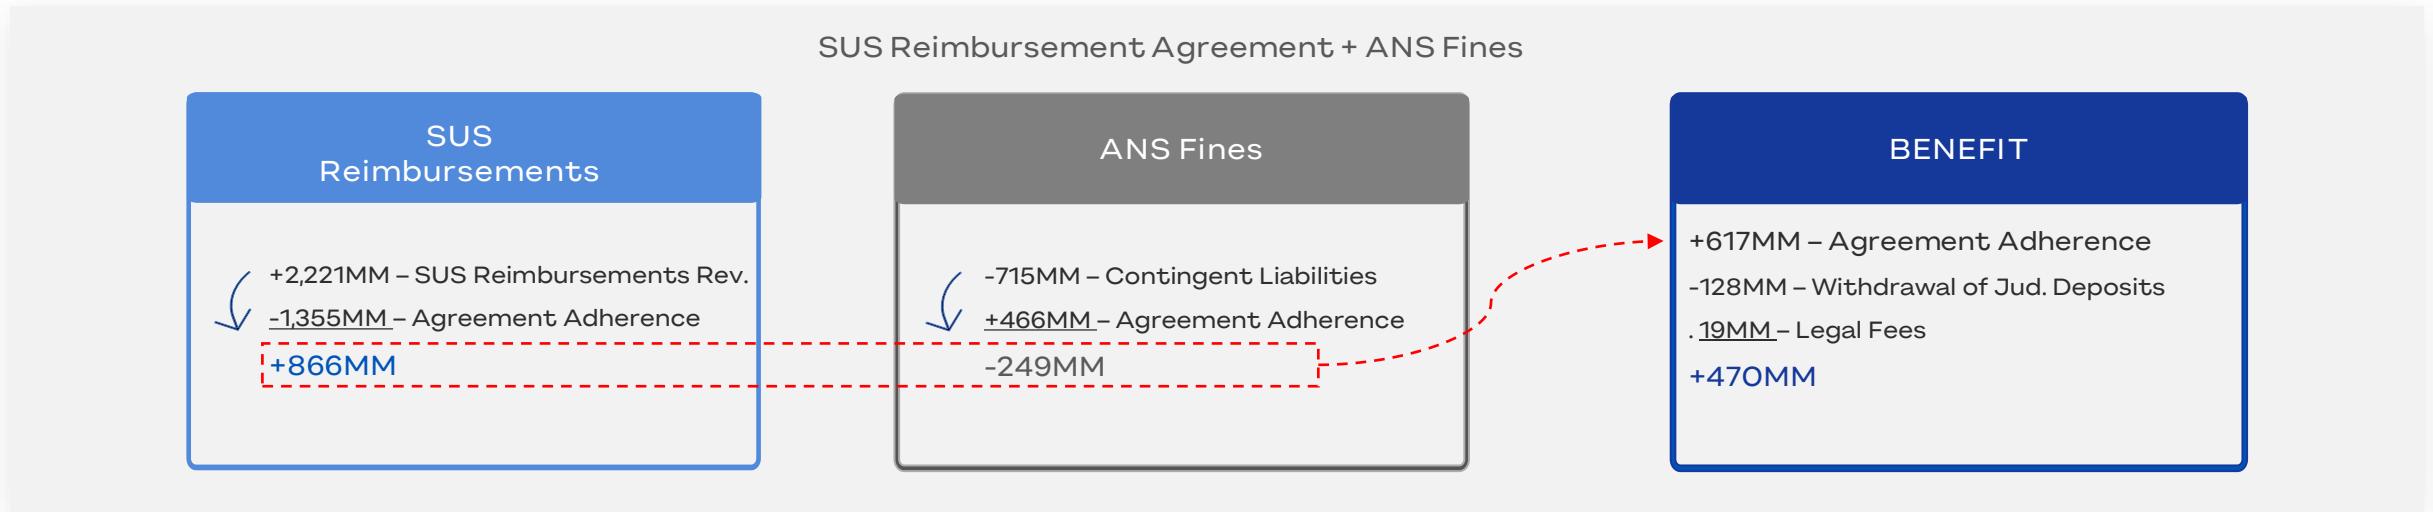 SUS Reimbursement Agreement + ANS Fines
SUS
Reimbursements
+2,221MM – SUS Reimbursements Rev.
-1,355MM – Agreement Adherence
+866MM
ANS Fines
-715MM – Contingent Liabilities
+466MM – Agreement Adherence
-249MM
BENEFIT
+617MM – Agreement Adherence
-128MM – Withdrawal of Jud. Deposits
. 19MM – Legal Fees
+470MM